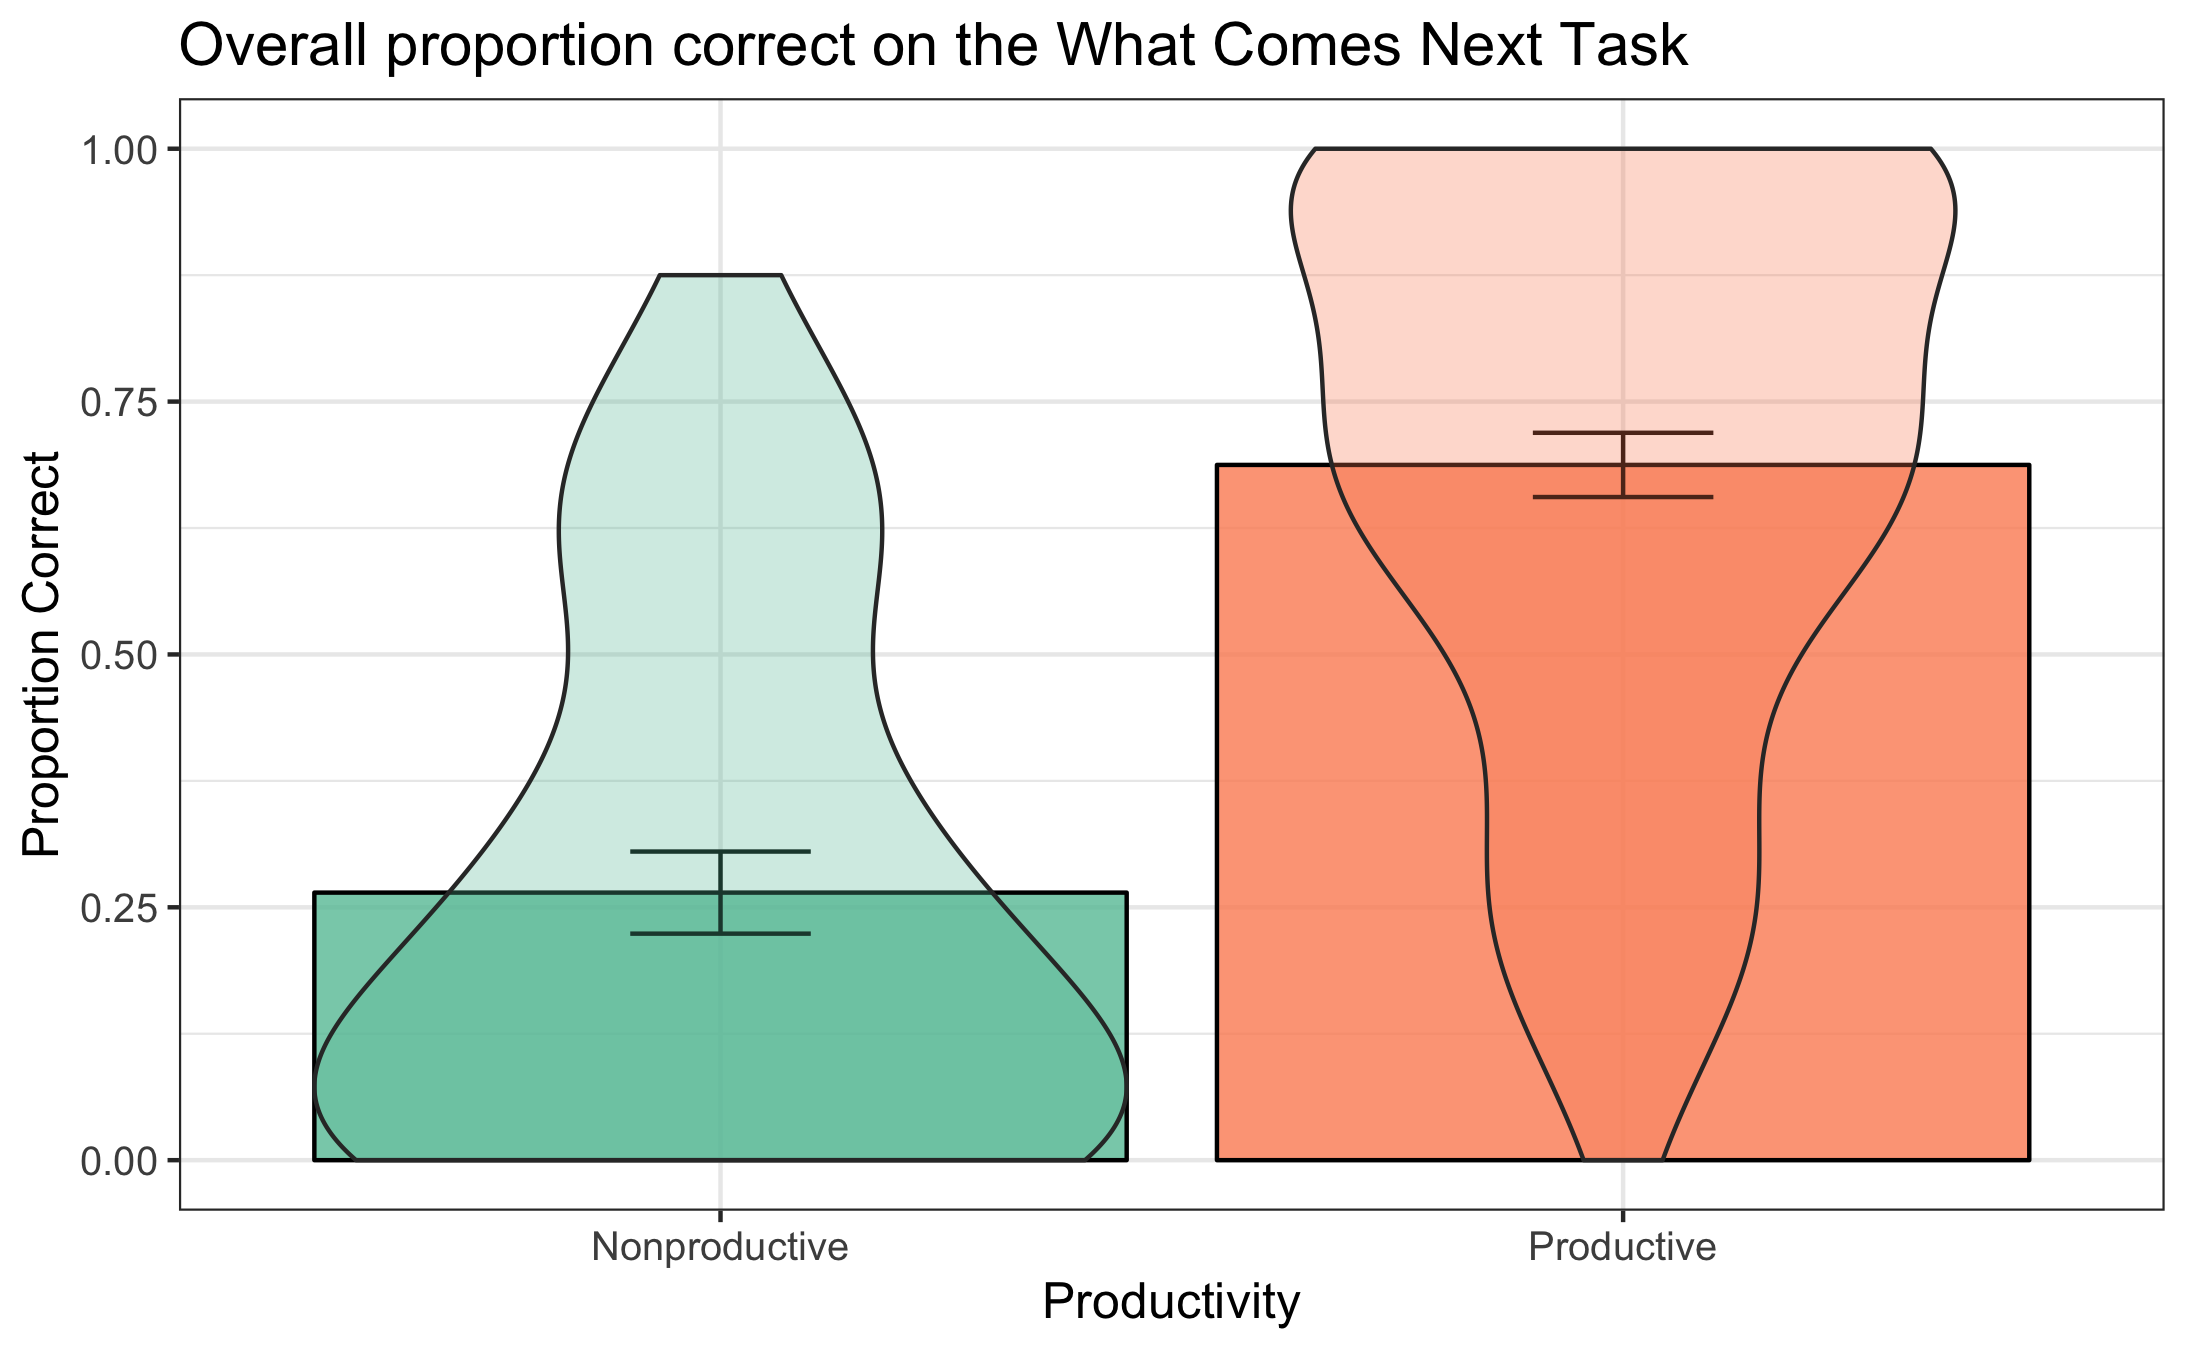 Overall proportion correct on the What Comes Next Task
1.00
0.75
0.50
0.25
0.00
Proportion Correct
Nonproductive
Productive
Productivity